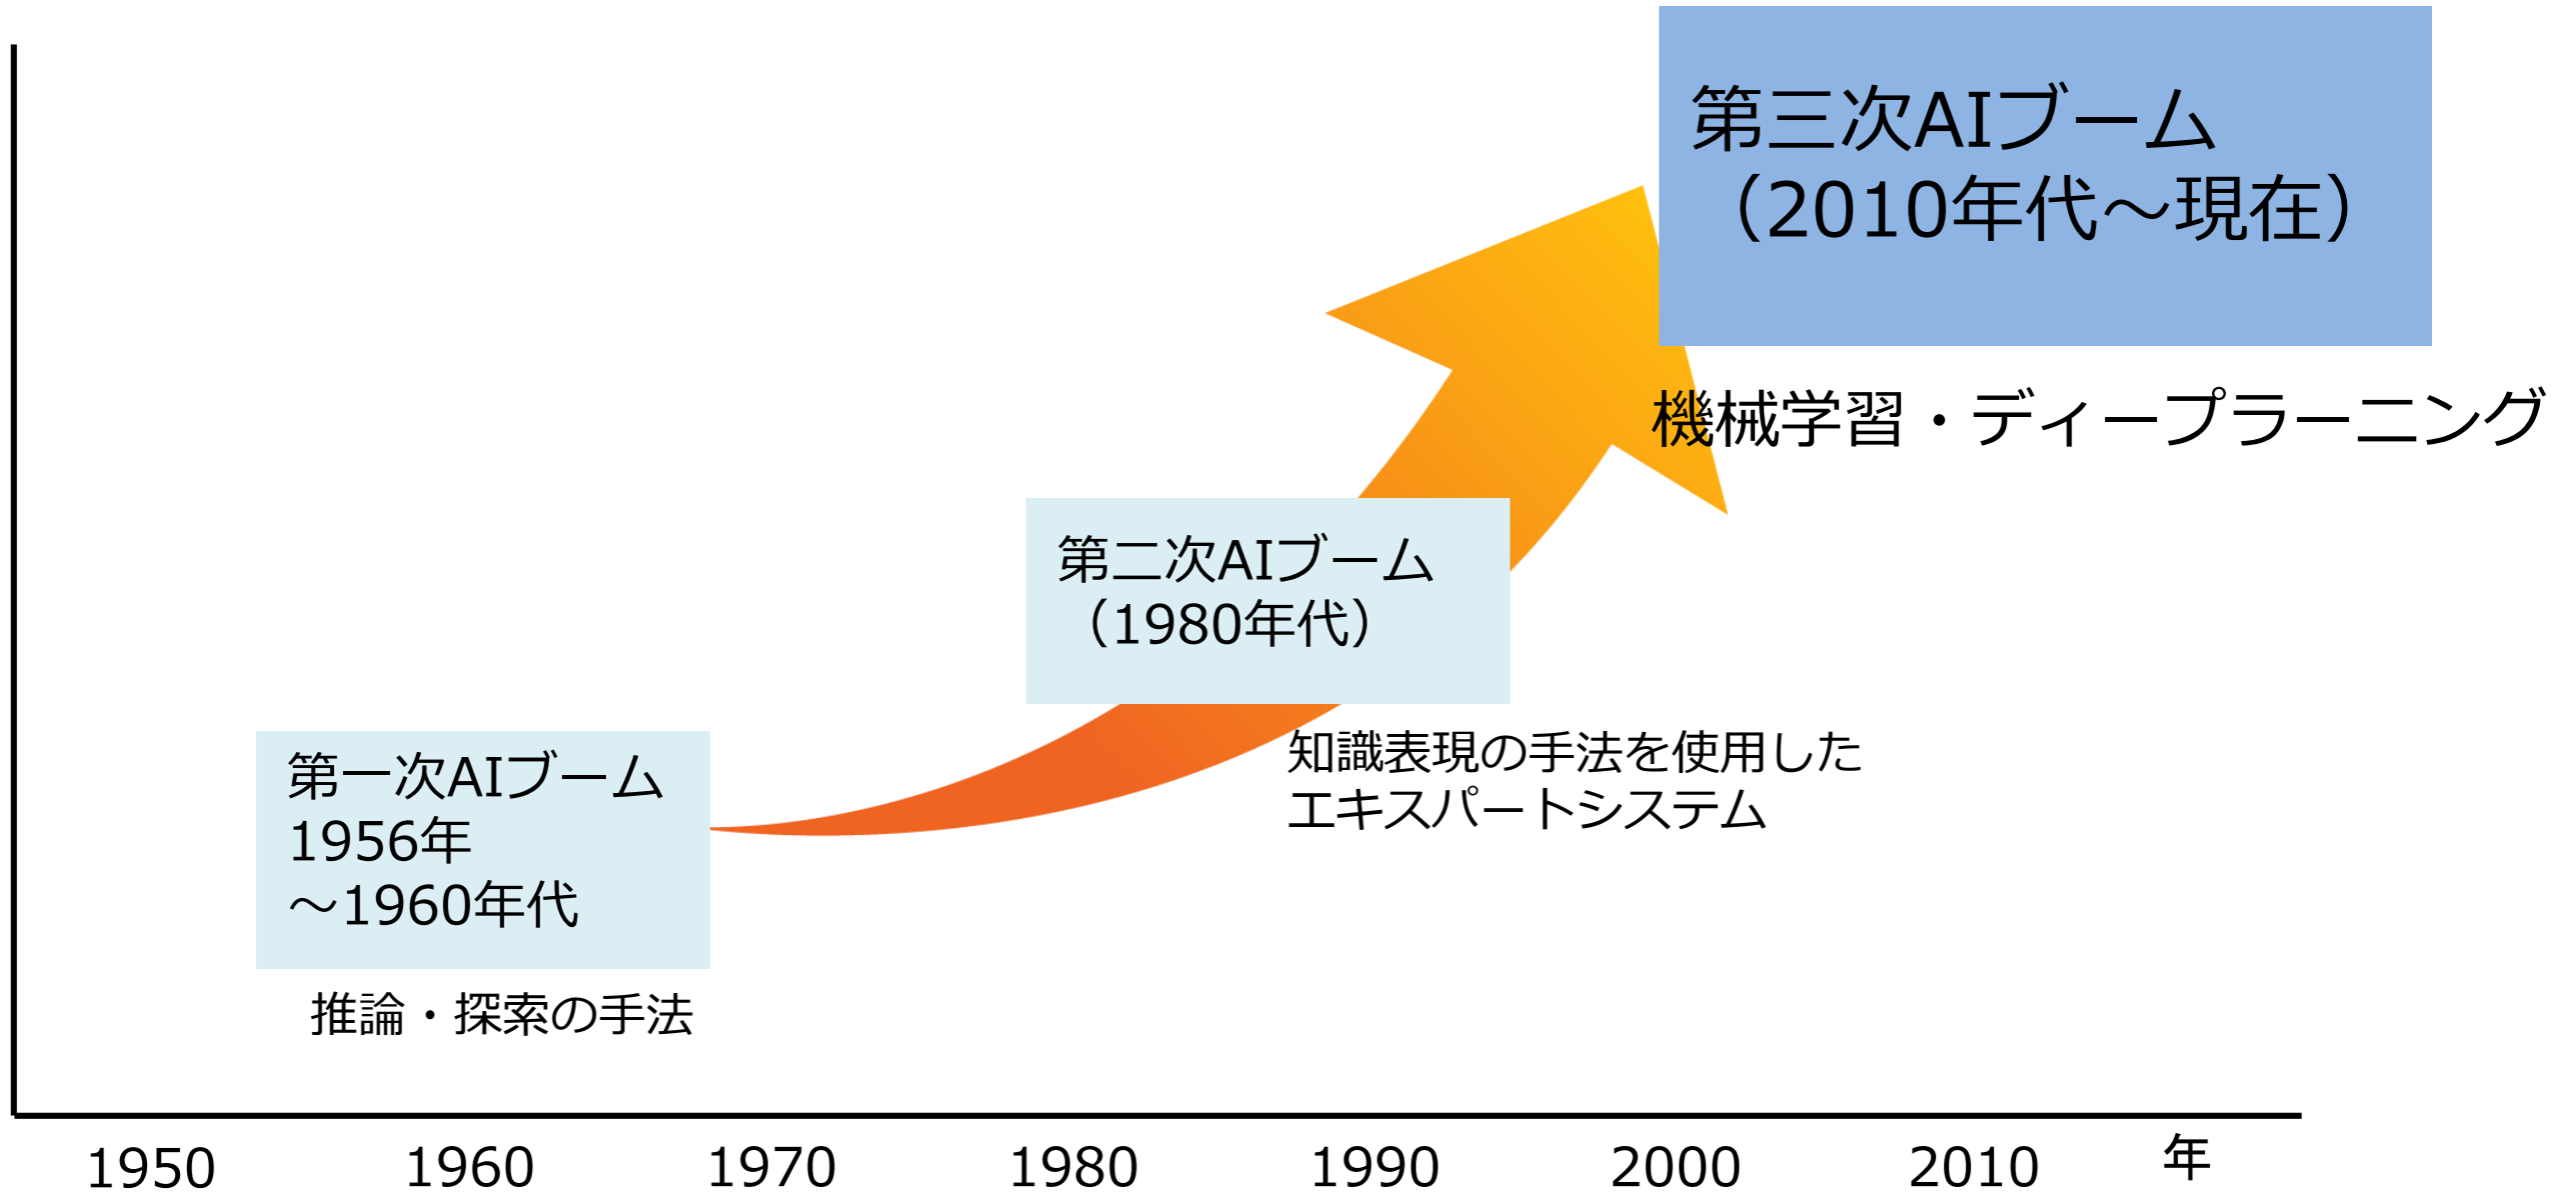 第三次AIブーム
（2010年代～現在）
機械学習・ディープラーニング
第二次AIブーム
（1980年代）
知識表現の手法を使用した
エキスパートシステム
第一次AIブーム
1956年
～1960年代
推論・探索の手法
1950 1960 1970 1980 1990 2000 2010 年